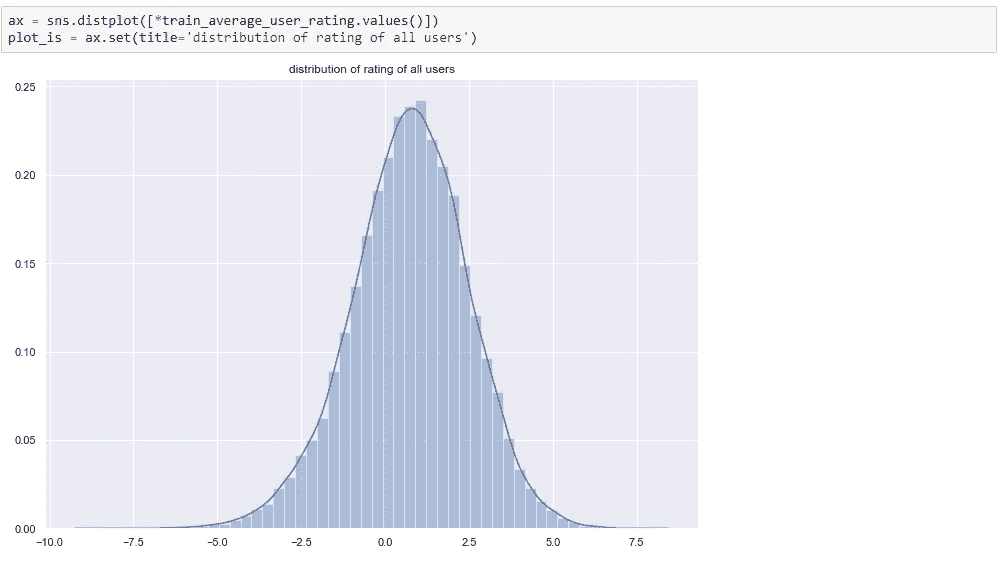 ax = sns.distplot([*train_average_user_rating.values()])
plot_is = ax.set(title='distribution of rating of all users')
distribution of rating of all users
0.25
0.20
0.15
0.10
0.05
0.00
−10.0 −7.5 −5.0 −2.5 0.0 2.5 5.0 7.5